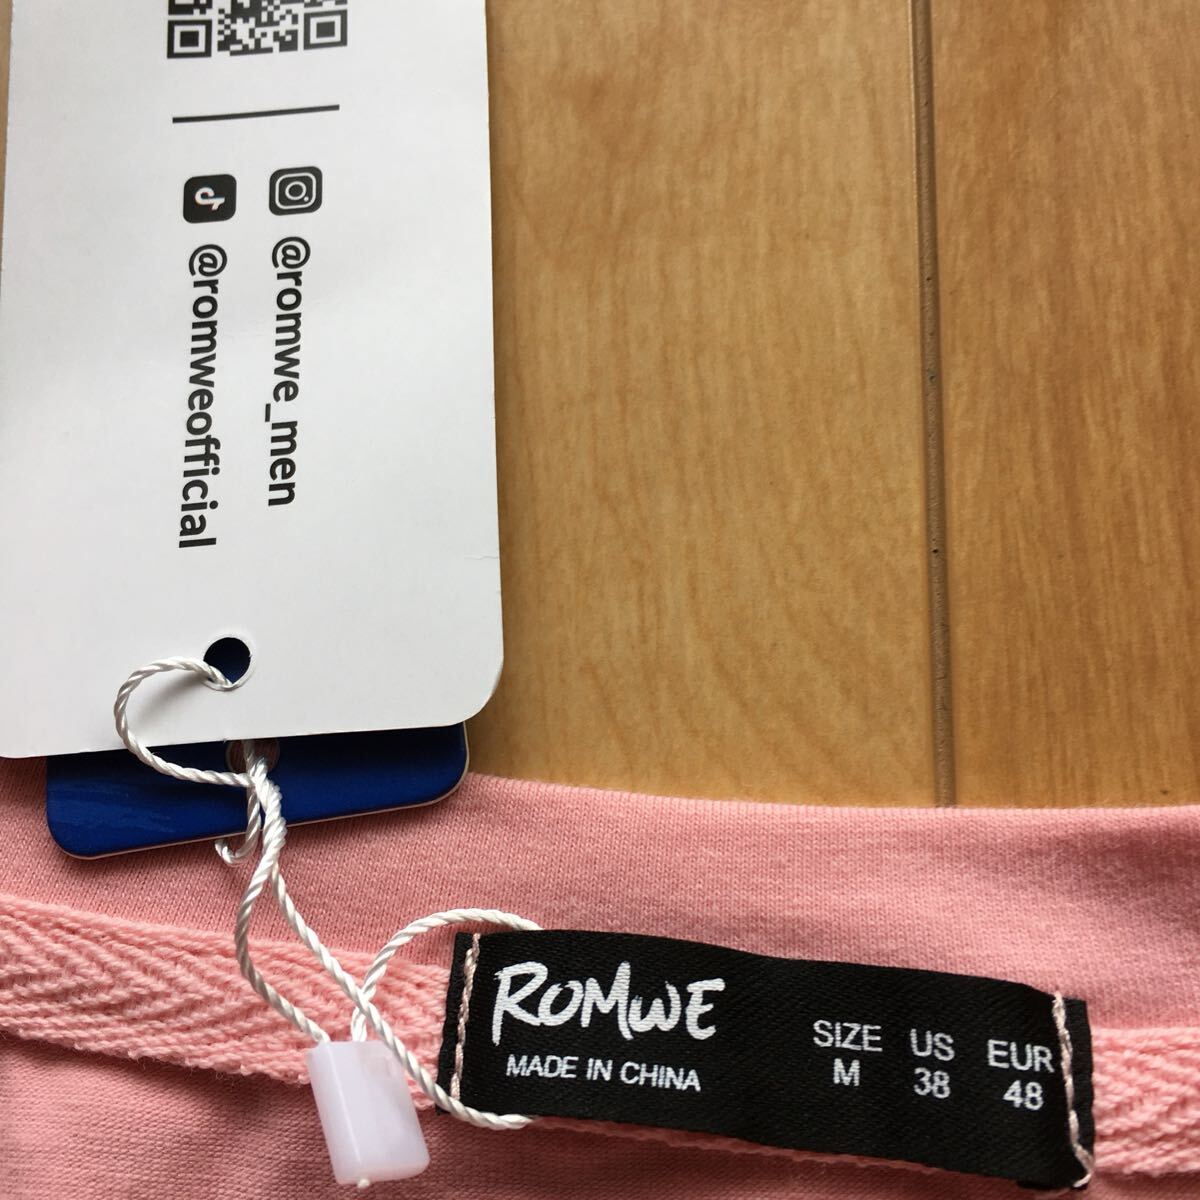 @romwe_men
@romweofficial
ROMWE
MADE IN CHINA
SIZE US EUR
M 38 48